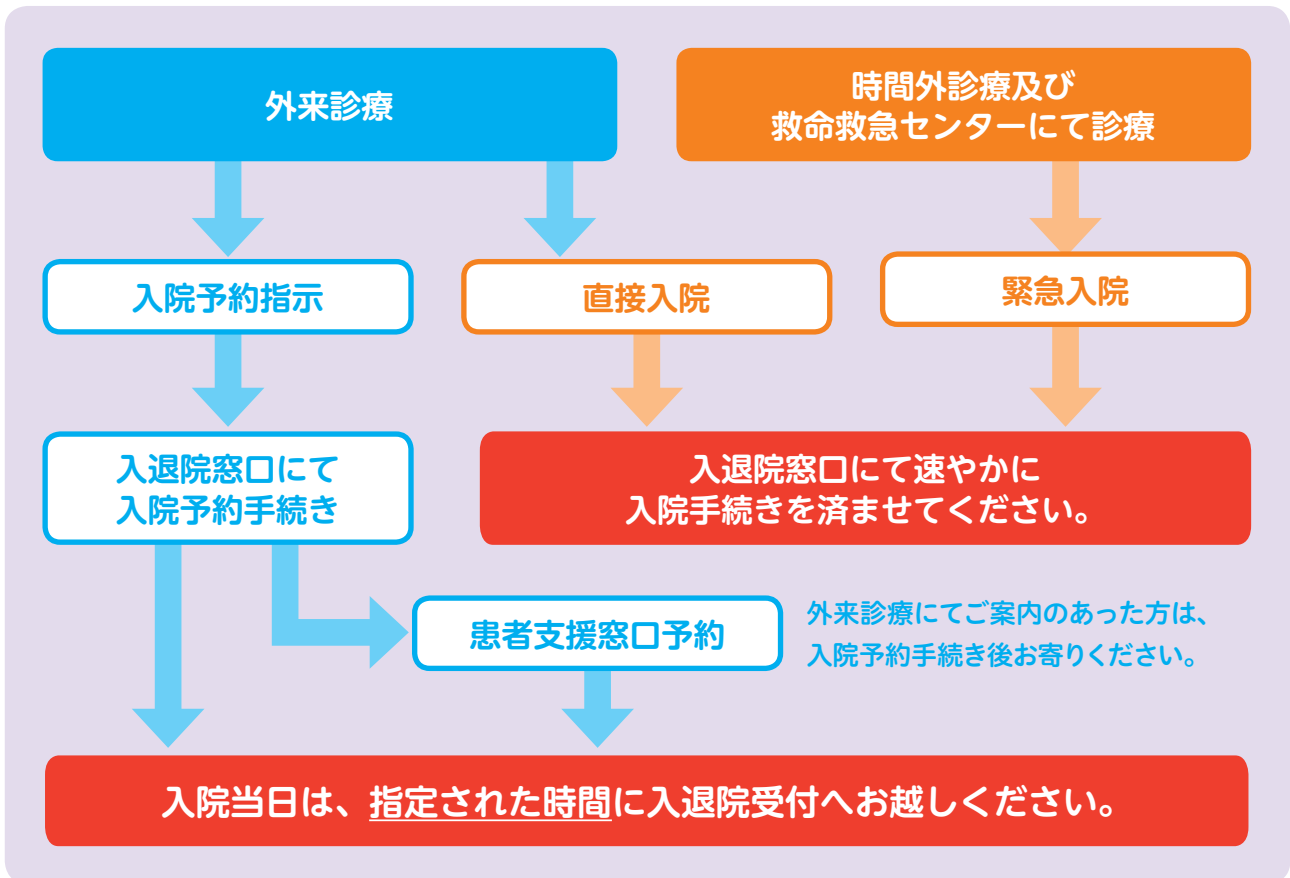 外来診療
時間外診療及び
救命救急センターにて診療
入院予約指示
直接入院
緊急入院
入退院窓口にて
入院予約手続き
入退院窓口にて速やかに
入院手続きを済ませてください。
患者支援窓口予約
外来診療にてご案内のあった方は、
入院予約手続き後お寄りください。
入院当日は、指定された時間に入退院受付へお越しください。